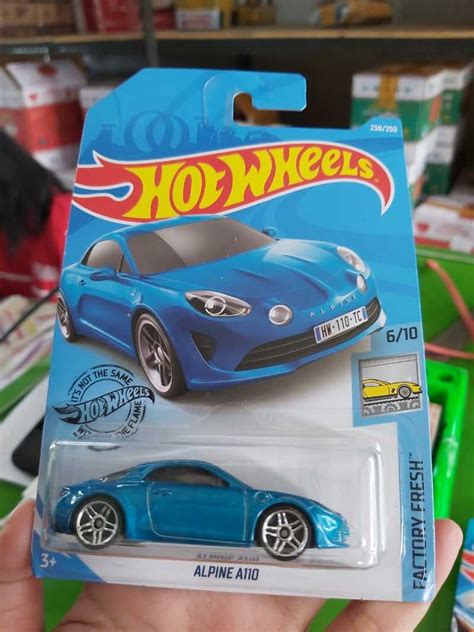 238/250
HOT WHEELS
ALPINE
HW-110-TC
6/10
IT'S NOT THE SAME
HOT WHEELS
WITHOUT THE FLAME
FACTORY FRESH™
3+
ALPINE A110